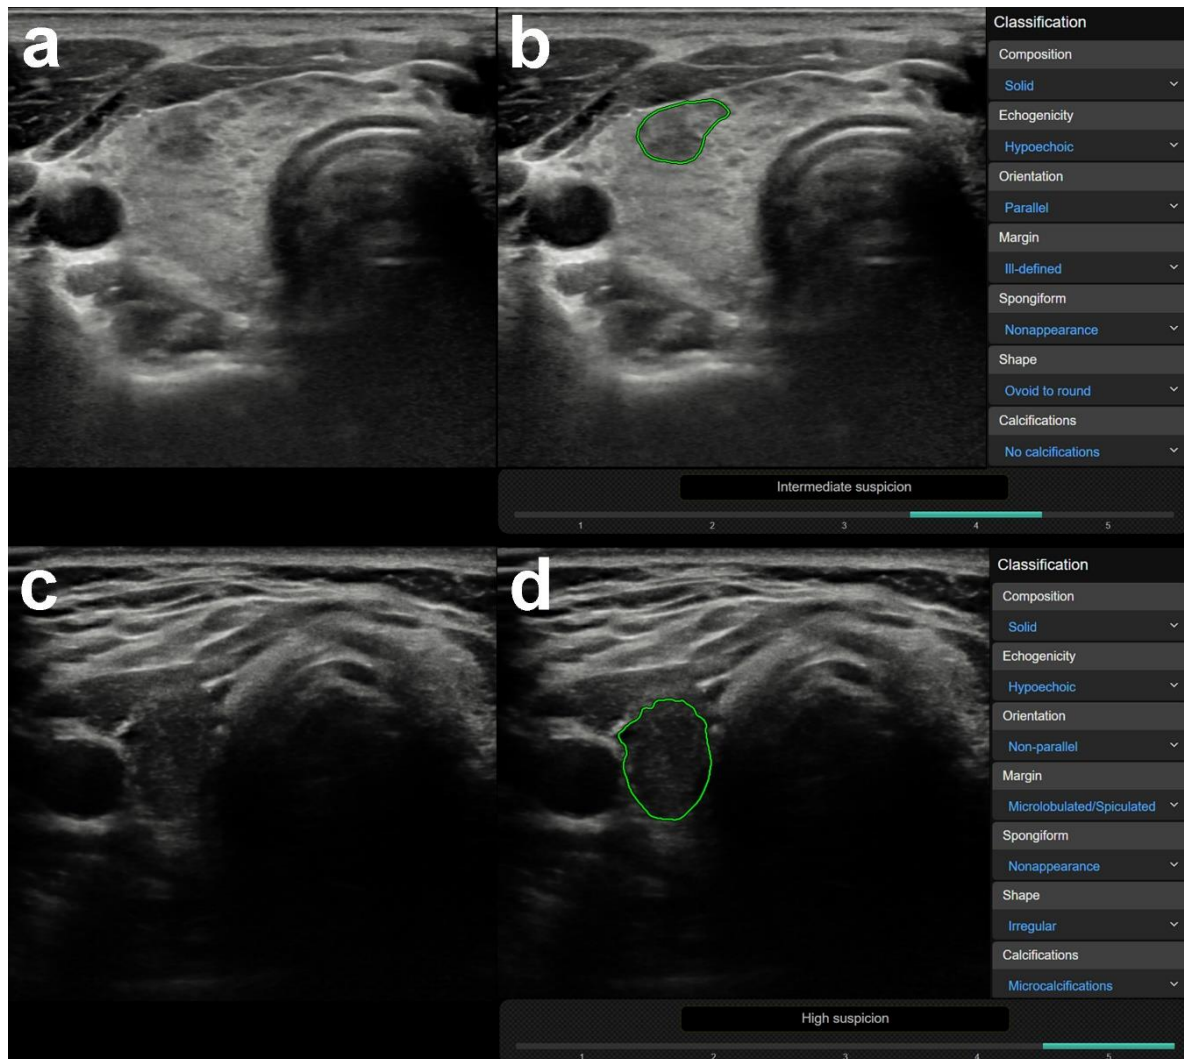 a
b
Classification
Composition
Solid
Echogenicity
Hypoechoic
Orientation
Parallel
Margin
Ill-defined
Spongiform
Nonappearance
Shape
Ovoid to round
Calcifications
No calcifications
Intermediate suspicion
1 2 3 4 5
c
d
Classification
Composition
Solid
Echogenicity
Hypoechoic
Orientation
Non-parallel
Margin
Microlobulated/Spiculated
Spongiform
Nonappearance
Shape
Irregular
Calcifications
Microcalcifications
High suspicion
1 2 3 4 5